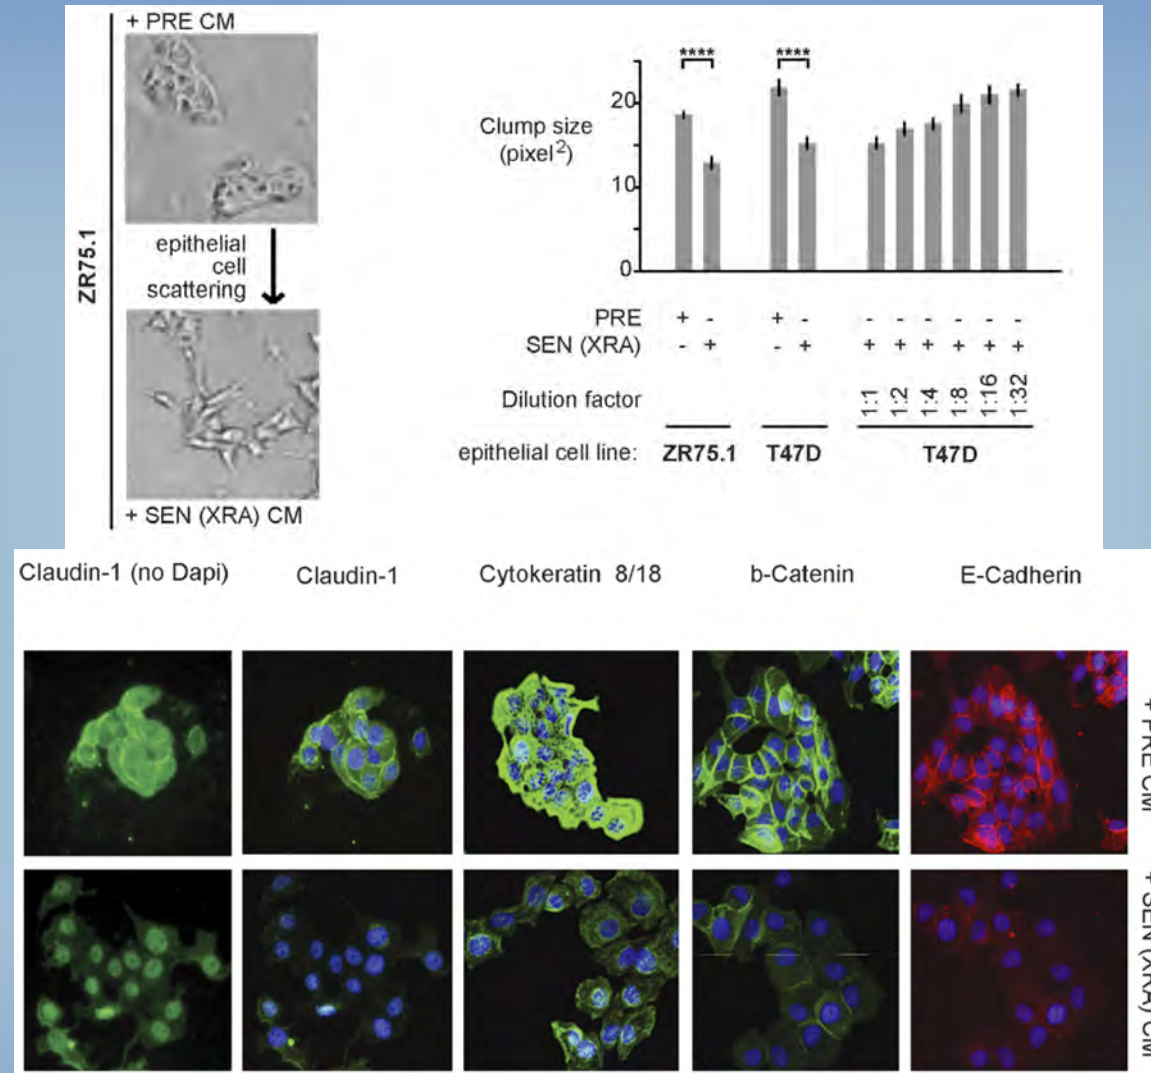 + PRE CM
ZR75.1
epithelial
cell
scattering
+ SEN (XRA) CM
**** ****
Clump size
(pixel²)
20
10
0
PRE + - + - - - - - - -
SEN (XRA) - + - + + + + + + +
Dilution factor 1:1 1:2 1:4 1:8 1:16 1:32
epithelial cell line: ZR75.1 T47D T47D
Claudin-1 (no Dapi) Claudin-1 Cytokeratin 8/18 b-Catenin E-Cadherin
+ PRE CM
+ SEN (XRA) CM